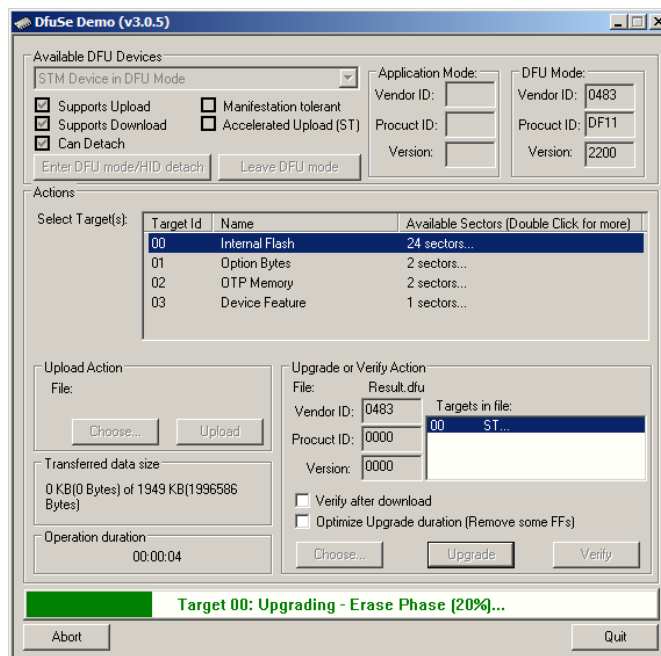 DfuSe Demo (v3.0.5)
Available DFU Devices
STM Device in DFU Mode
Supports Upload
Manifestation tolerant
Supports Download
Accelerated Upload (ST)
Can Detach
Enter DFU mode/HID detach
Leave DFU mode
Application Mode:
Vendor ID:
Procuct ID:
Version:
DFU Mode:
Vendor ID: 0483
Procuct ID: DF11
Version: 2200
Actions
Select Target(s):
Target Id Name Available Sectors (Double Click for more)
00 Internal Flash 24 sectors...
01 Option Bytes 2 sectors...
02 OTP Memory 2 sectors...
03 Device Feature 1 sectors...
Upload Action
File:
Choose...
Upload
Transferred data size
0 KB(0 Bytes) of 1949 KB(1996586
Bytes)
Operation duration
00:00:04
Upgrade or Verify Action
File: Result.dfu
Vendor ID: 0483
Procuct ID: 0000
Version: 0000
Targets in file:
00 ST...
Verify after download
Optimize Upgrade duration (Remove some FFs)
Choose...
Upgrade
Verify
Target 00: Upgrading - Erase Phase (20%)...
Abort
Quit